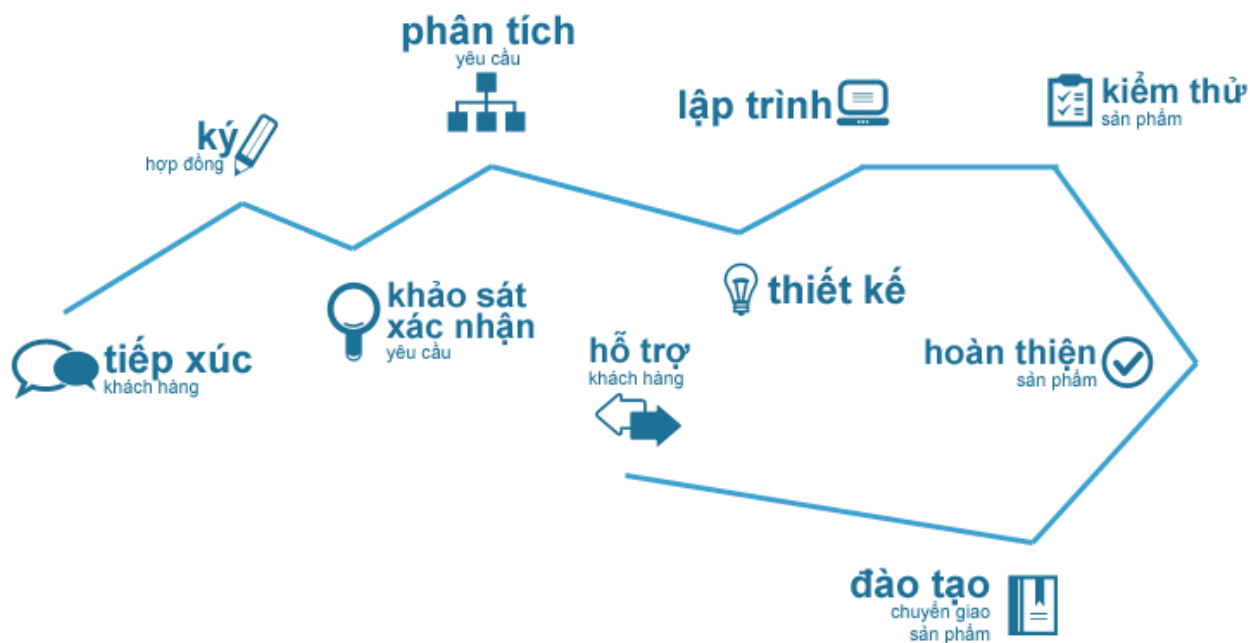 tiếp xúc
khách hàng
ký
hợp đồng
khảo sát
xác nhận
yêu cầu
phân tích
yêu cầu
thiết kế
lập trình
kiểm thử
sản phẩm
hoàn thiện
sản phẩm
đào tạo
chuyển giao
sản phẩm
hỗ trợ
khách hàng